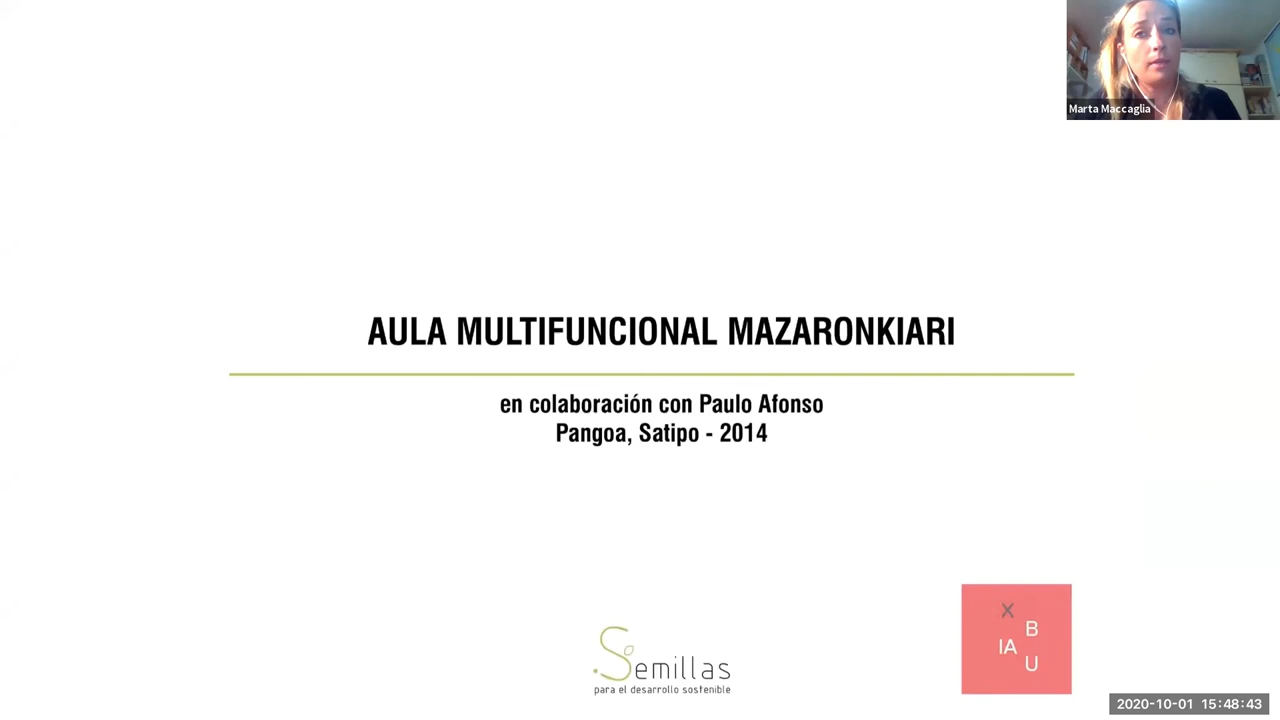 Marta Maccaglia
AULA MULTIFUNCIONAL MAZARONKIARI
en colaboración con Paulo Afonso
Pangoa, Satipo - 2014
Semillas
para el desarrollo sostenible
X
B
IA
U
2020-10-01 15:48:43